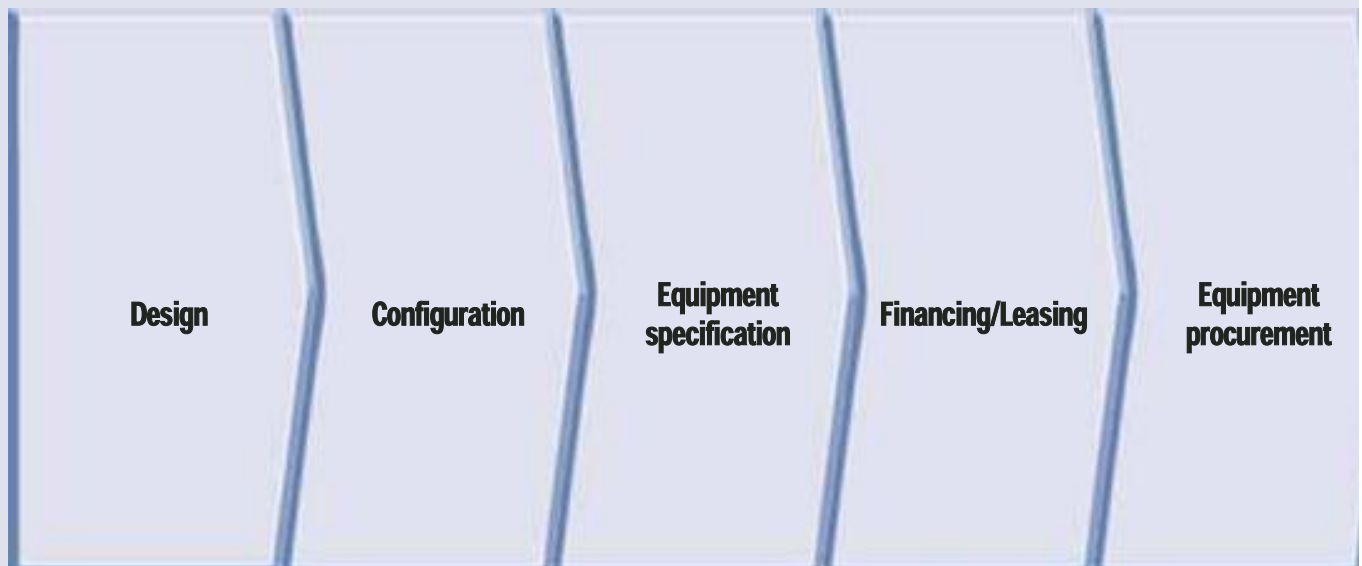 Design
Configuration
Equipment
specification
Financing/Leasing
Equipment
procurement